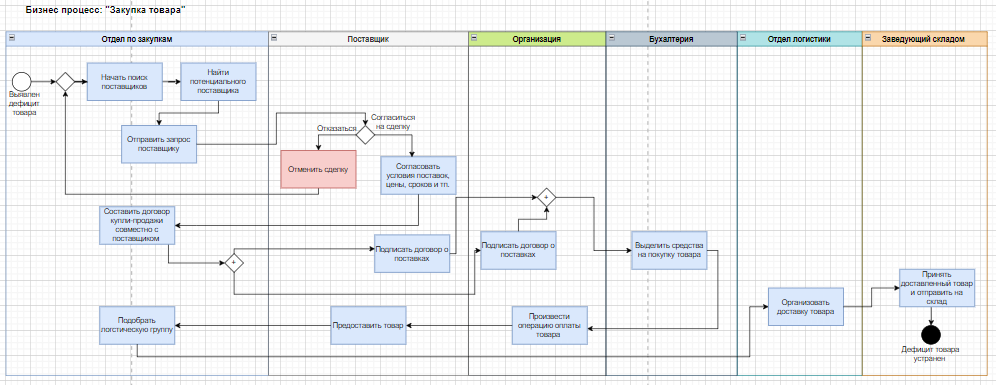 Бизнес процесс: "Закупка товара"
Отдел по закупкам
Поставщик
Организация
Бухгалтерия
Отдел логистики
Заведующий складом
Выявлен
дефицит
товара
Начать поиск
поставщиков
Найти
потенциального
поставщика
Отправить запрос
поставщику
Отказаться
Согласиться
на сделку
Отменить сделку
Согласовать
условия поставок,
цены, сроков и тп.
Составить договор
купли-продажи
совместно с
поставщиком
+
Подписать договор о
поставках
Подписать договор о
поставках
+
Выделить средства
на покупку товара
Подобрать
логстическую группу
Предоставить товар
Произвести
операцию оплаты
товара
Организовать
доставку товара
Принять
доставленный товар
и отправить на
склад
Дефицит товара
устранен